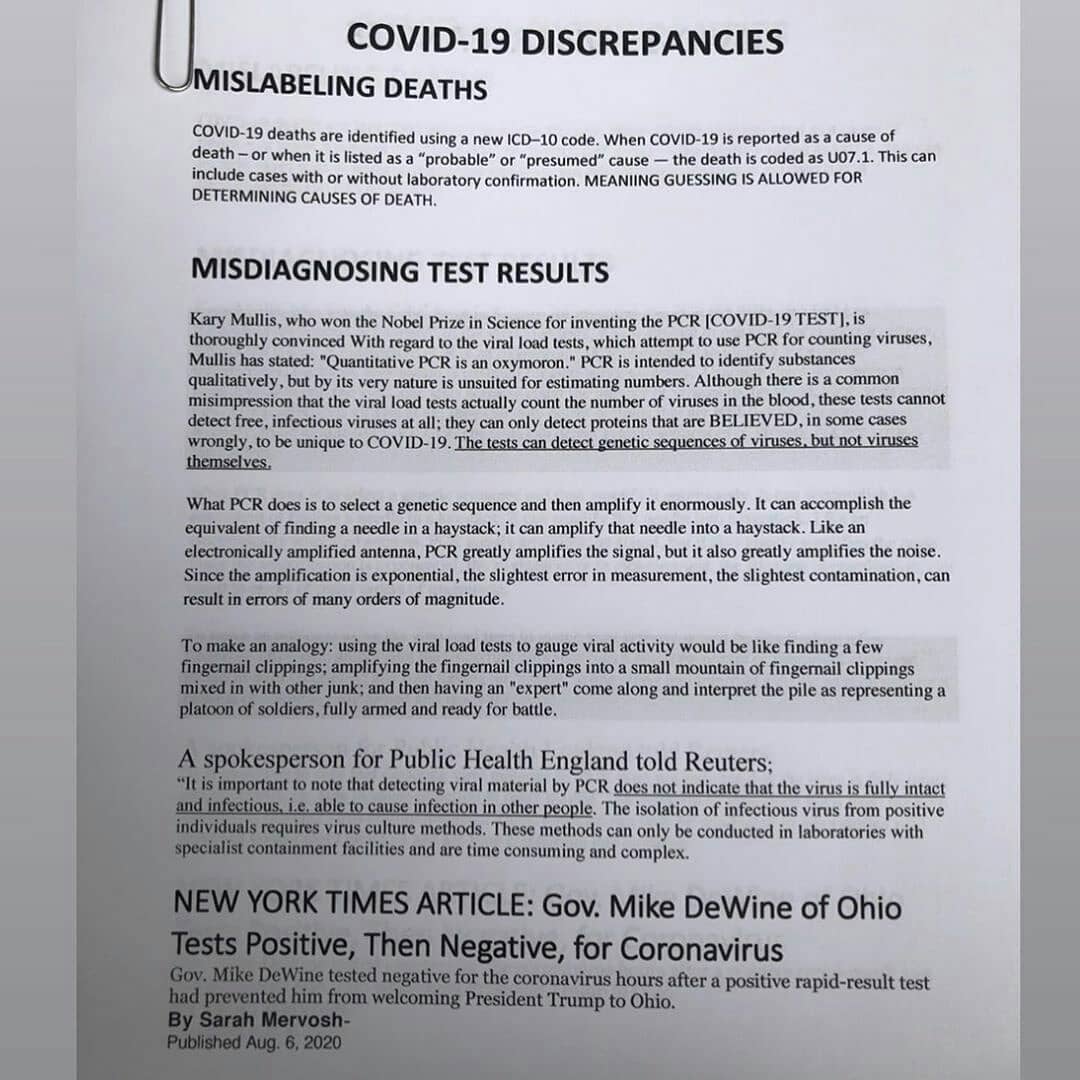 COVID-19 DISCREPANCIES
MISLABELING DEATHS
COVID-19 deaths are identified using a new ICD–10 code. When COVID-19 is reported as a cause of
death – or when it is listed as a “probable” or “presumed” cause — the death is coded as U07.1. This can
include cases with or without laboratory confirmation. MEANIING GUESSING IS ALLOWED FOR
DETERMINING CAUSES OF DEATH.
MISDIAGNOSING TEST RESULTS
Kary Mullis, who won the Nobel Prize in Science for inventing the PCR [COVID-19 TEST], is
thoroughly convinced With regard to the viral load tests, which attempt to use PCR for counting viruses,
Mullis has stated: "Quantitative PCR is an oxymoron." PCR is intended to identify substances
qualitatively, but by its very nature is unsuited for estimating numbers. Although there is a common
misimpression that the viral load tests actually count the number of viruses in the blood, these tests cannot
detect free, infectious viruses at all; they can only detect proteins that are BELIEVED, in some cases
wrongly, to be unique to COVID-19. The tests can detect genetic sequences of viruses, but not viruses
themselves.
What PCR does is to select a genetic sequence and then amplify it enormously. It can accomplish the
equivalent of finding a needle in a haystack; it can amplify that needle into a haystack. Like an
electronically amplified antenna, PCR greatly amplifies the signal, but it also greatly amplifies the noise.
Since the amplification is exponential, the slightest error in measurement, the slightest contamination, can
result in errors of many orders of magnitude.
To make an analogy: using the viral load tests to gauge viral activity would be like finding a few
fingernail clippings; amplifying the fingernail clippings into a small mountain of fingernail clippings
mixed in with other junk; and then having an "expert" come along and interpret the pile as representing a
platoon of soldiers, fully armed and ready for battle.
A spokesperson for Public Health England told Reuters;
“It is important to note that detecting viral material by PCR does not indicate that the virus is fully intact
and infectious, i.e. able to cause infection in other people. The isolation of infectious virus from positive
individuals requires virus culture methods. These methods can only be conducted in laboratories with
specialist containment facilities and are time consuming and complex.
NEW YORK TIMES ARTICLE: Gov. Mike DeWine of Ohio
Tests Positive, Then Negative, for Coronavirus
Gov. Mike DeWine tested negative for the coronavirus hours after a positive rapid-result test
had prevented him from welcoming President Trump to Ohio.
By Sarah Mervosh-
Published Aug. 6, 2020